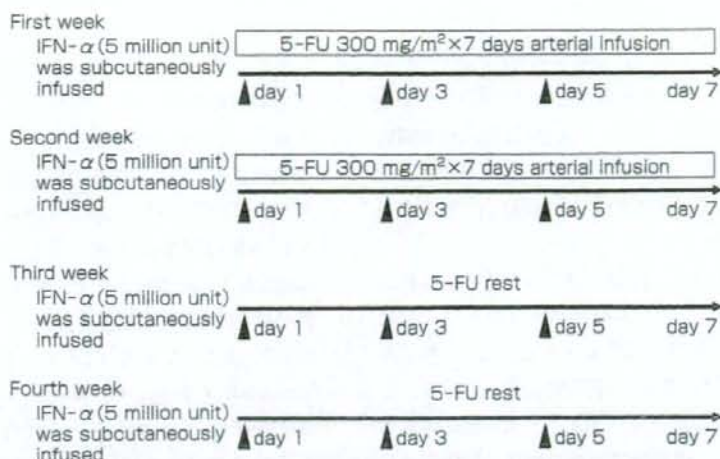 First week
IFN-α (5 million unit)
was subcutaneously
infused
5-FU 300 mg/m²×7 days arterial infusion
day 1 day 3 day 5 day 7
Second week
IFN-α (5 million unit)
was subcutaneously
infused
5-FU 300 mg/m²×7 days arterial infusion
day 1 day 3 day 5 day 7
Third week
IFN-α (5 million unit)
was subcutaneously
infused
5-FU rest
day 1 day 3 day 5 day 7
Fourth week
IFN-α (5 million unit)
was subcutaneously
infused
5-FU rest
day 1 day 3 day 5 day 7